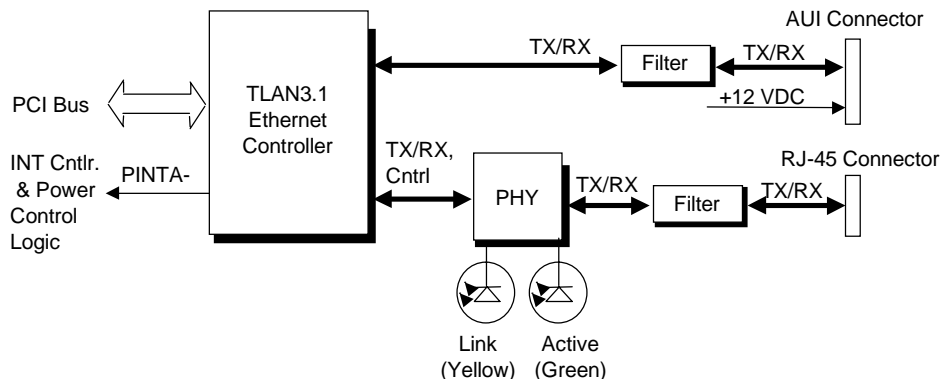 AUI Connector
TX/RX
Filter
TX/RX
+12 VDC
PCI Bus
TLAN3.1
Ethernet
Controller
INT Cntlr.
& Power
Control
Logic
PINTA-
TX/RX,
Cntrl
PHY
TX/RX
Filter
TX/RX
RJ-45 Connector
Link
(Yellow)
Active
(Green)